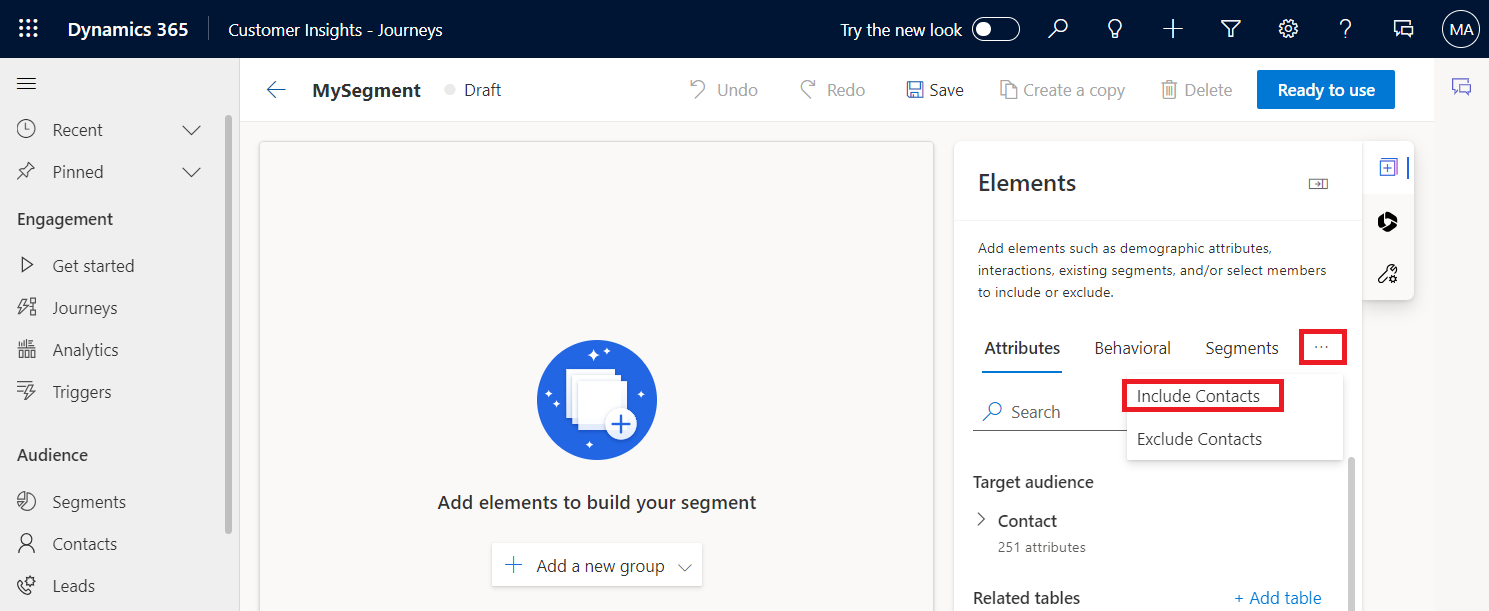 Dynamics 365
Customer Insights - Journeys
Try the new look
MA
MySegment
Draft
Undo
Redo
Save
Create a copy
Delete
Ready to use
Recent
Pinned
Engagement
Get started
Journeys
Analytics
Triggers
Audience
Segments
Contacts
Leads
Add elements to build your segment
+ Add a new group
Elements
Add elements such as demographic attributes,
interactions, existing segments, and/or select members
to include or exclude.
Attributes
Behavioral
Segments
...
Include Contacts
Exclude Contacts
Search
Target audience
Contact
251 attributes
Related tables
+ Add table